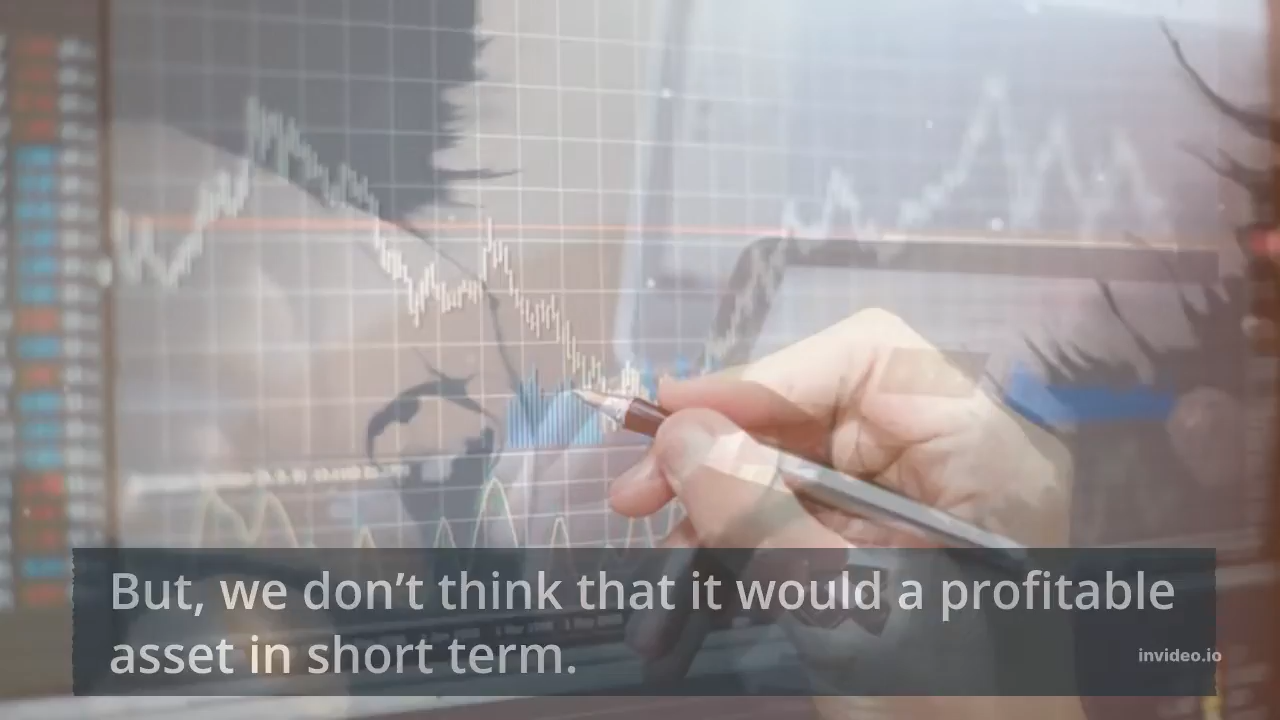 But, we don’t think that it would a profitable
asset in short term.
invideo.io